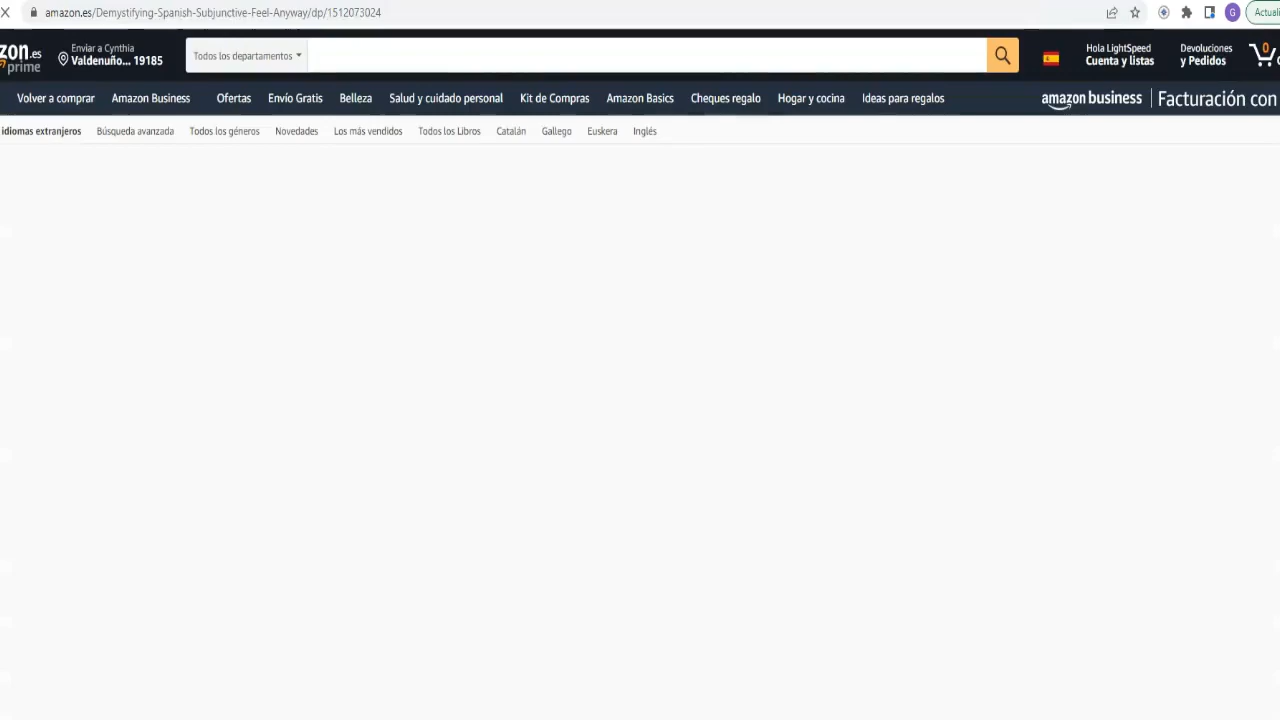 amazon.es/Demystifying-Spanish-Subjunctive-Feel-Anyway/dp/1512073024
G
Actuali
zon.es
prime
Enviar a Cynthia
Valdenuño... 19185
Todos los departamentos
Hola LightSpeed
Cuenta y listas
Devoluciones
y Pedidos
0
Volver a comprar Amazon Business Ofertas Envío Gratis Belleza Salud y cuidado personal Kit de Compras Amazon Basics Cheques regalo Hogar y cocina Ideas para regalos
amazon business Facturación con
idiomas extranjeros Búsqueda avanzada Todos los géneros Novedades Los más vendidos Todos los Libros Catalán Gallego Euskera Inglés